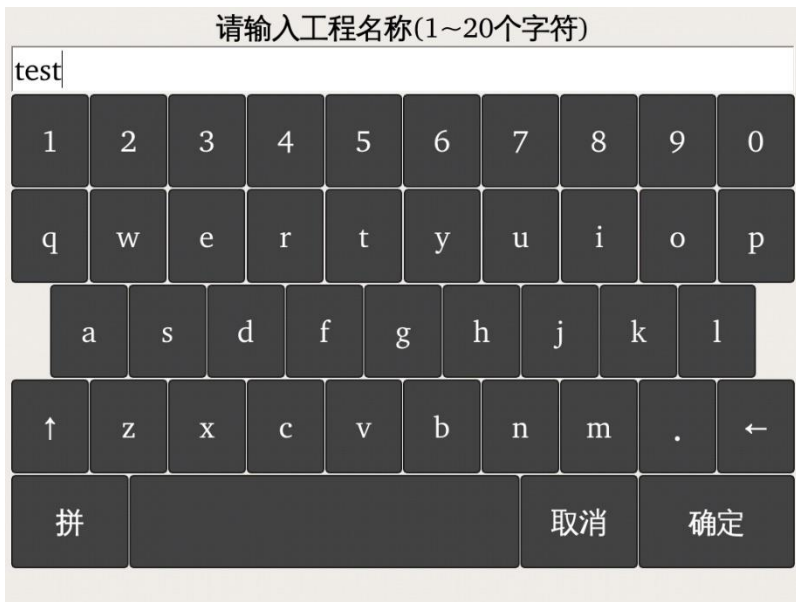 请输入工程名称(1~20个字符)
test
1 2 3 4 5 6 7 8 9 0
q w e r t y u i o p
a s d f g h j k l
↑ z x c v b n m . ←
拼 取消 确定